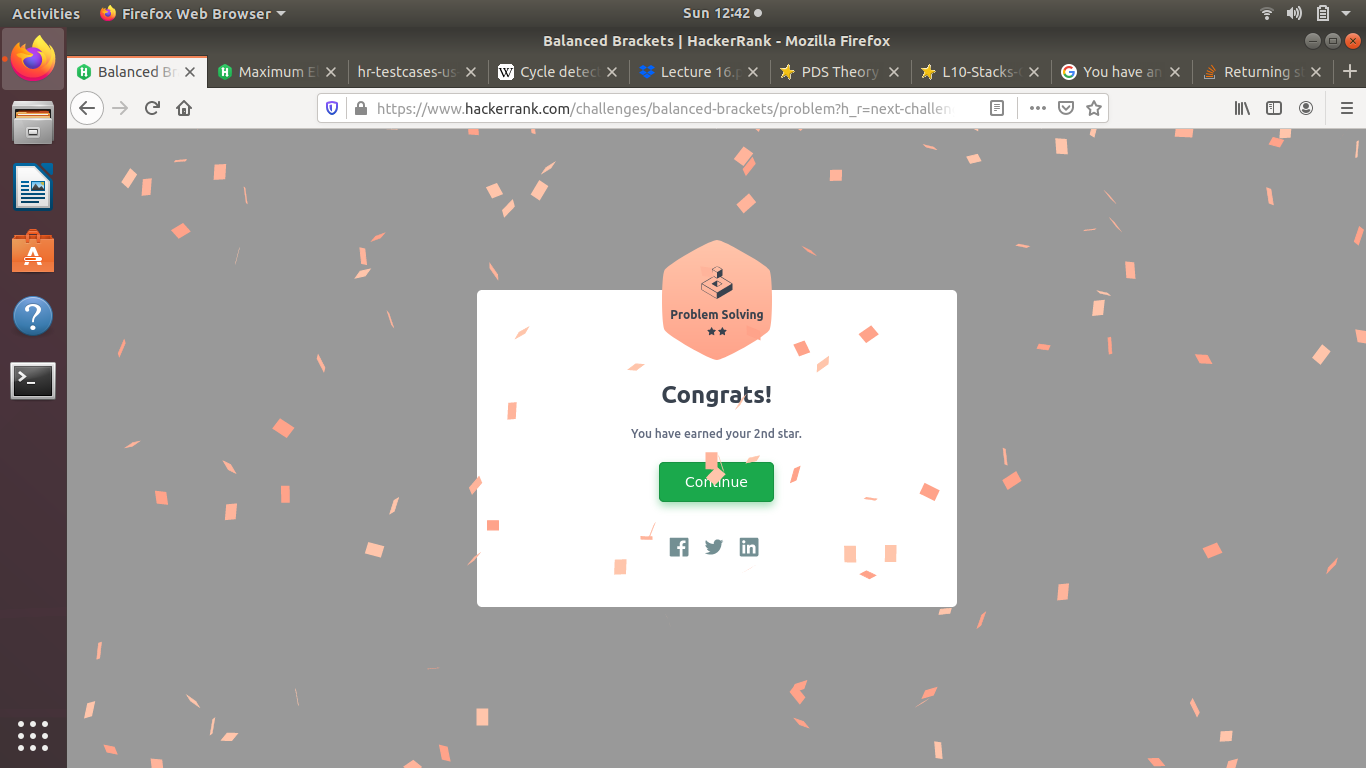 Activities Firefox Web Browser Sun 12:42
Balanced Brackets | HackerRank - Mozilla Firefox
Balanced Br Maximum El hr-testcases-us Cycle detec Lecture 16.p PDS Theory L10-Stacks- You have an Returning s
https://www.hackerrank.com/challenges/balanced-brackets/problem?h_r=next-challen
Problem Solving
Congrats!
You have earned your 2nd star.
Continue